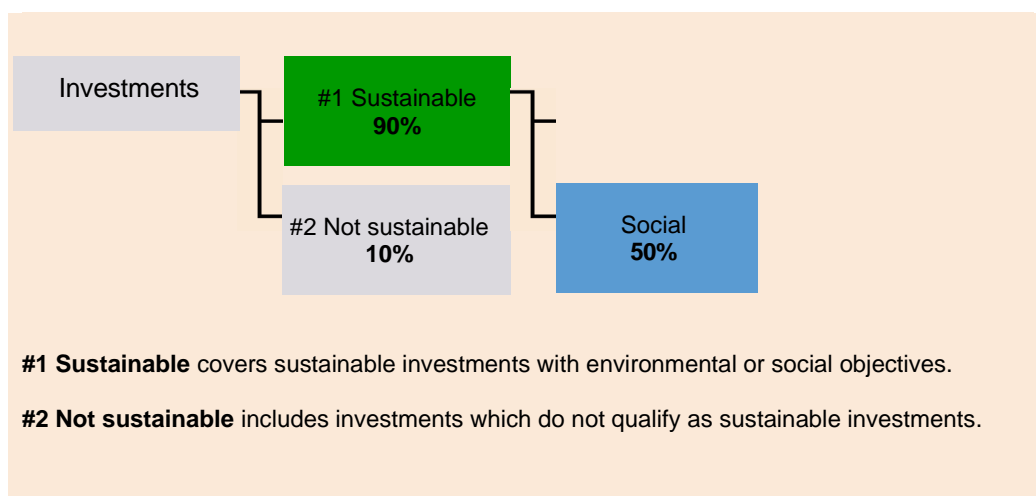 Investments
#1 Sustainable
90%
#2 Not sustainable
10%
Social
50%
#1 Sustainable covers sustainable investments with environmental or social objectives.
#2 Not sustainable includes investments which do not qualify as sustainable investments.